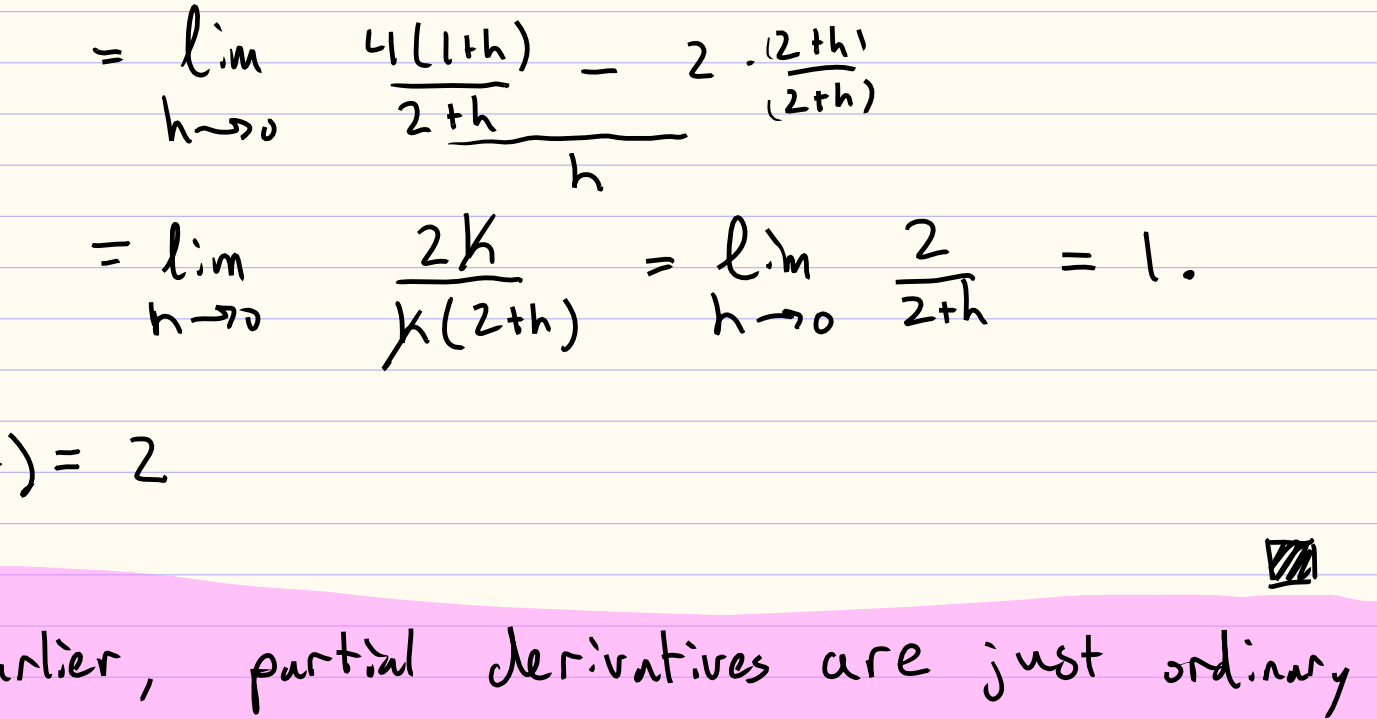 = lim h→0 (4(1+h)/(2+h) - 2 · (2+h)/(2+h))/h
= lim h→0 2h/(h(2+h)) = lim h→0 2/(2+h) = 1.
) = 2
rlier, partial derivatives are just ordinary